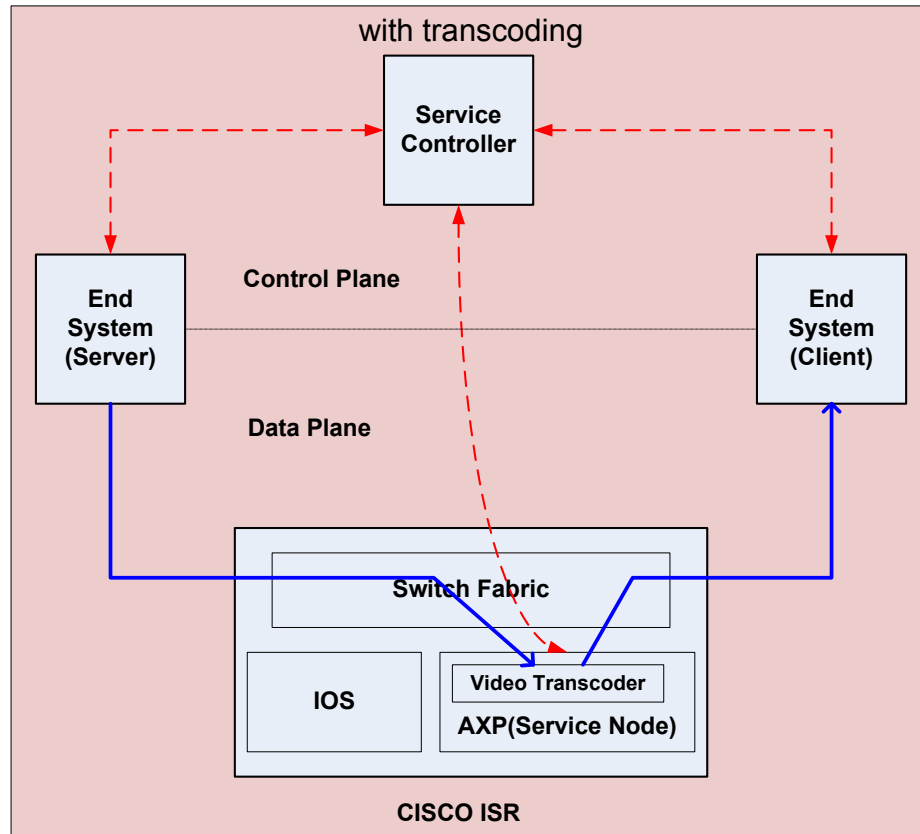 with transcoding
Service
Controller
End
System
(Server)
Control Plane
End
System
(Client)
Data Plane
Switch Fabric
IOS
Video Transcoder
AXP(Service Node)
CISCO ISR